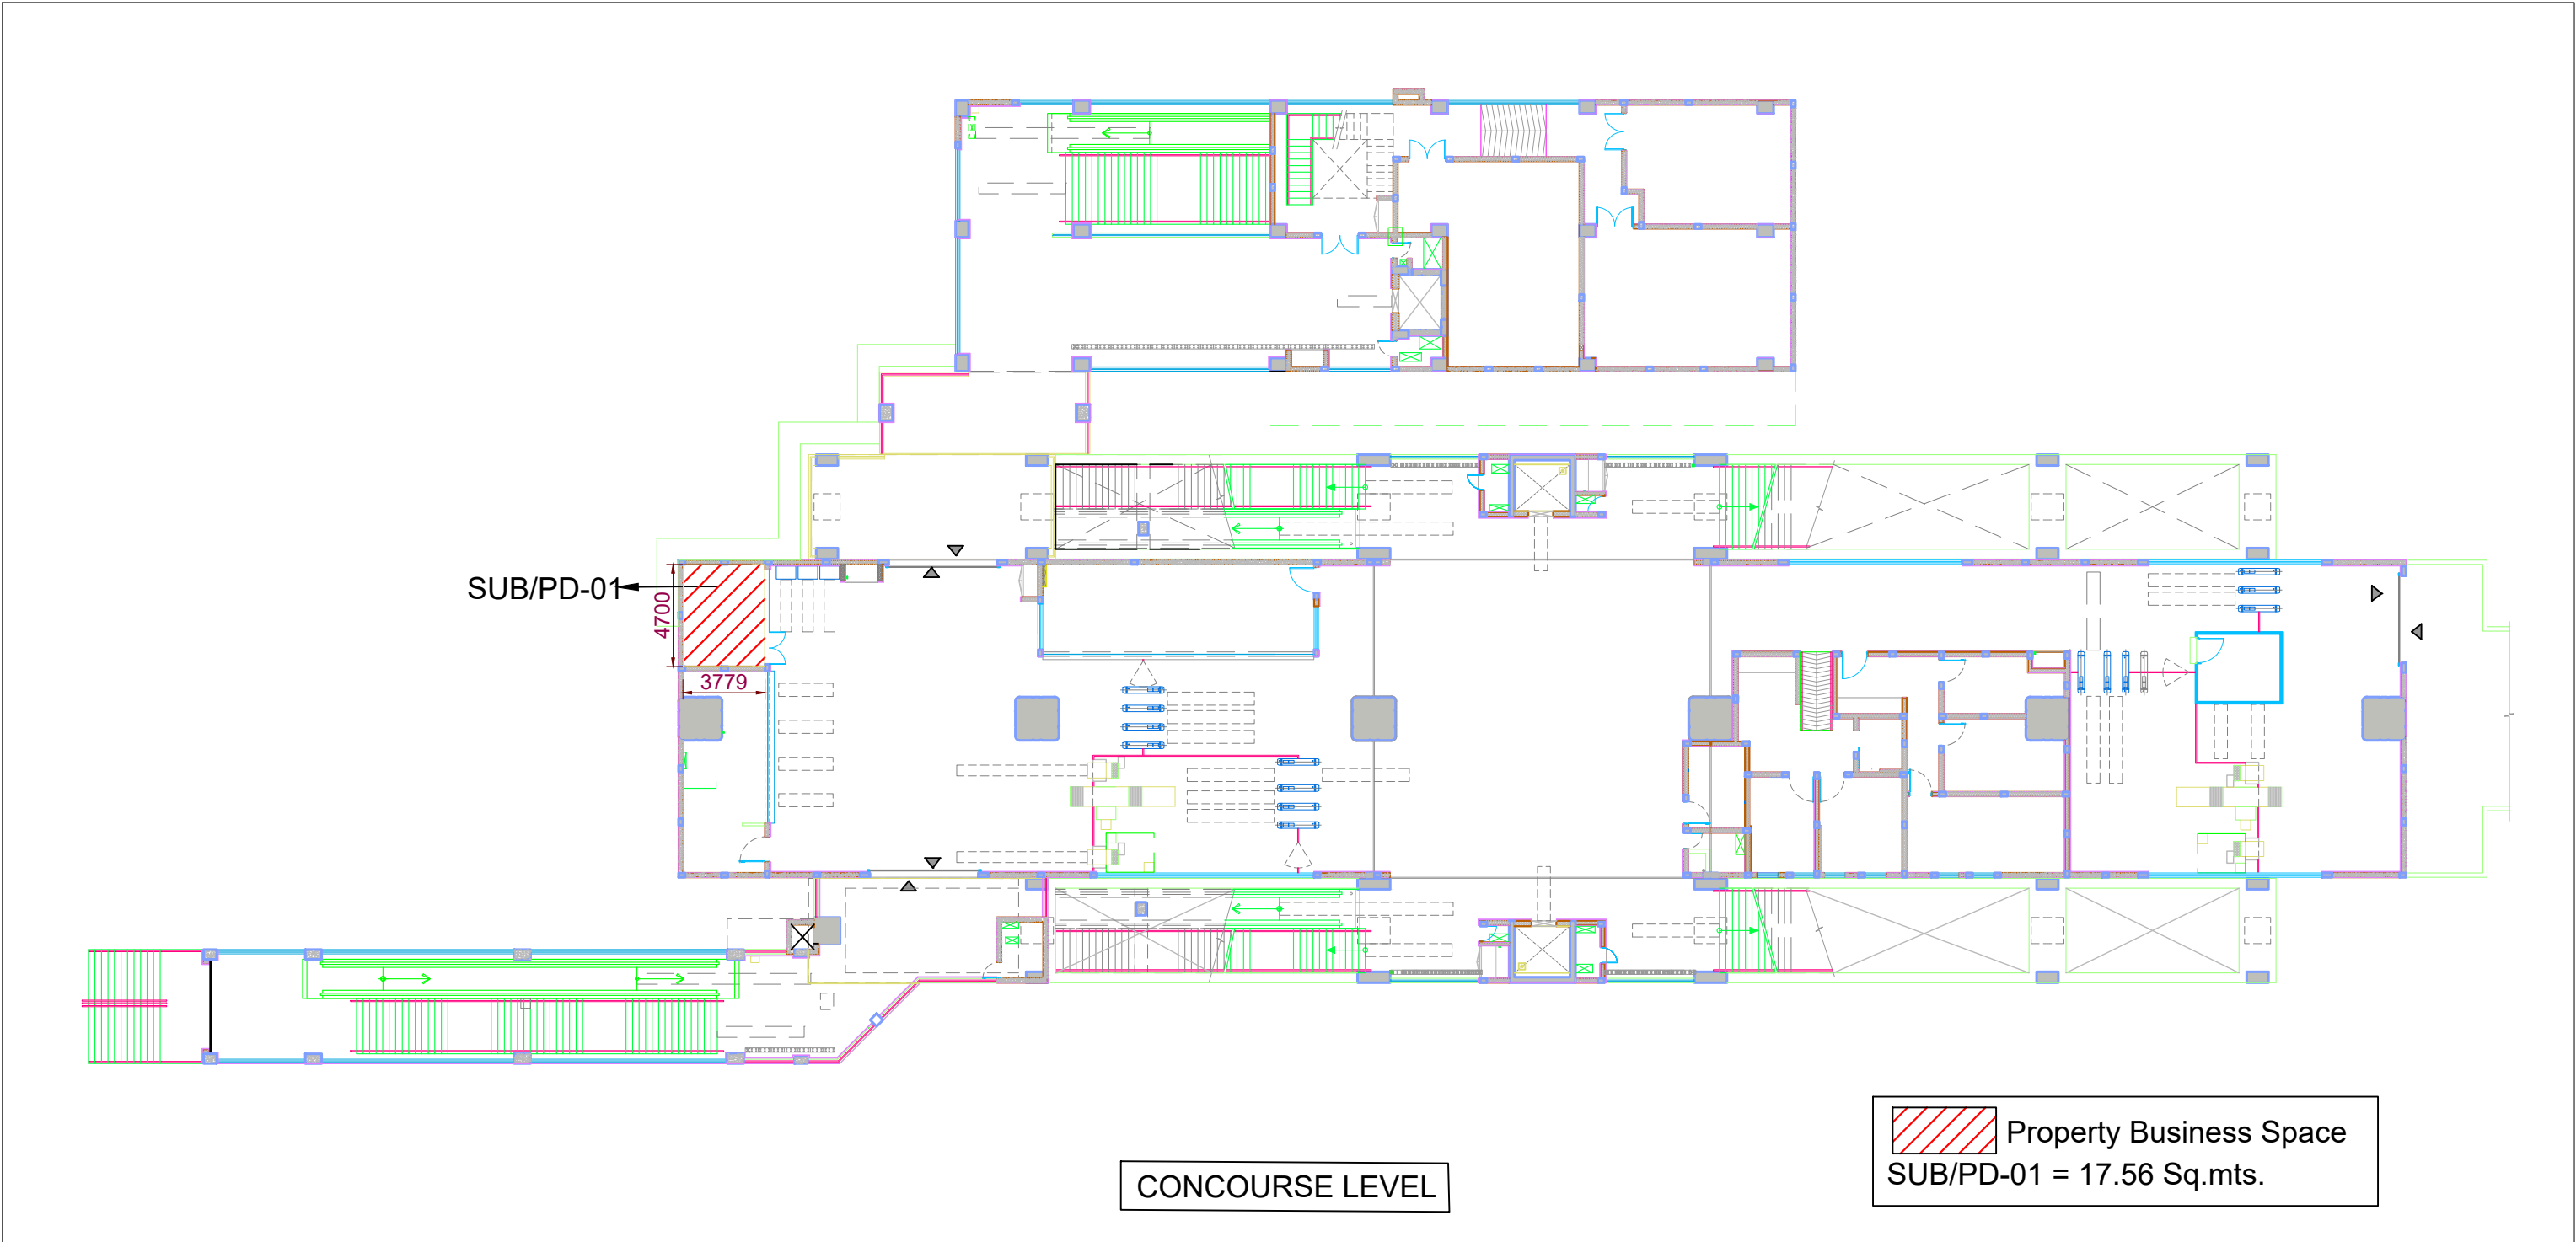 SUB/PD-01
4700
3779
Property Business Space
SUB/PD-01 = 17.56 Sq.mts.
CONCOURSE LEVEL